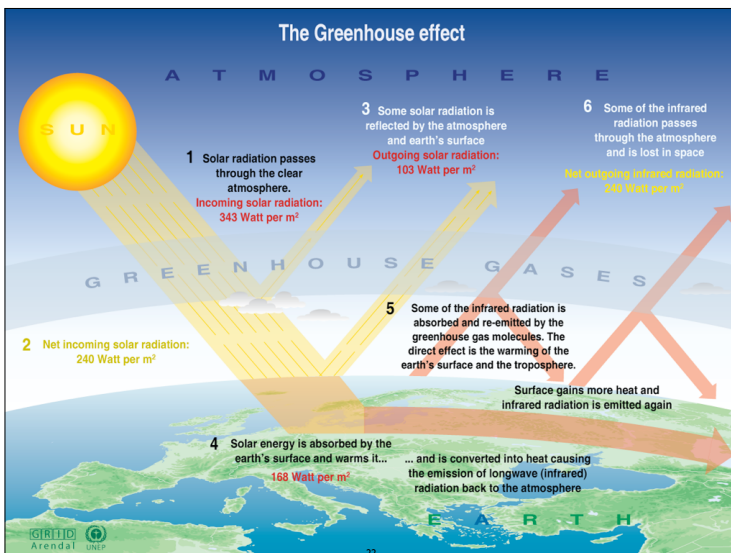 The Greenhouse effect
A T M O S P H E R E
S U N
1 Solar radiation passes
through the clear
atmosphere.
Incoming solar radiation:
343 Watt per m²
3 Some solar radiation is
reflected by the atmosphere
and earth's surface
Outgoing solar radiation:
103 Watt per m²
6 Some of the infrared
radiation passes
through the atmosphere
and is lost in space
Net outgoing infrared radiation:
240 Watt per m²
G R E E N H O U S E G A S E S
2 Net incoming solar radiation:
240 Watt per m²
5 Some of the infrared radiation is
absorbed and re-emitted by the
greenhouse gas molecules. The
direct effect is the warming of the
earth's surface and the troposphere.
Surface gains more heat and
infrared radiation is emitted again
4 Solar energy is absorbed by the
earth's surface and warms it...
168 Watt per m²
... and is converted into heat causing
the emission of longwave (infrared)
radiation back to the atmosphere
E A R T H
G R I D
Arendal
UNEP
22